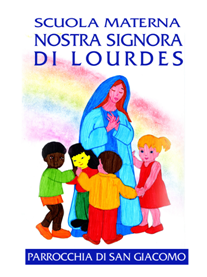 SCUOLA MATERNA
NOSTRA SIGNORA
DI LOURDES
PARROCCHIA DI SAN GIACOMO